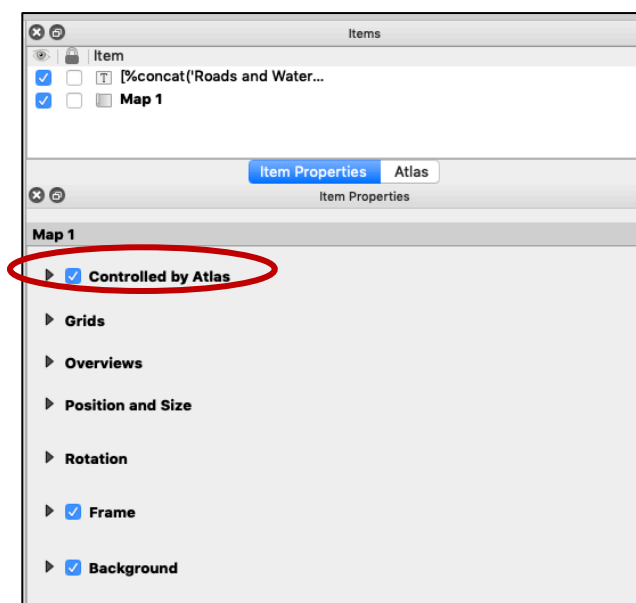 Items
Item
T [%concat('Roads and Water...
Map 1
Item Properties Atlas
Item Properties
Map 1
Controlled by Atlas
Grids
Overviews
Position and Size
Rotation
Frame
Background